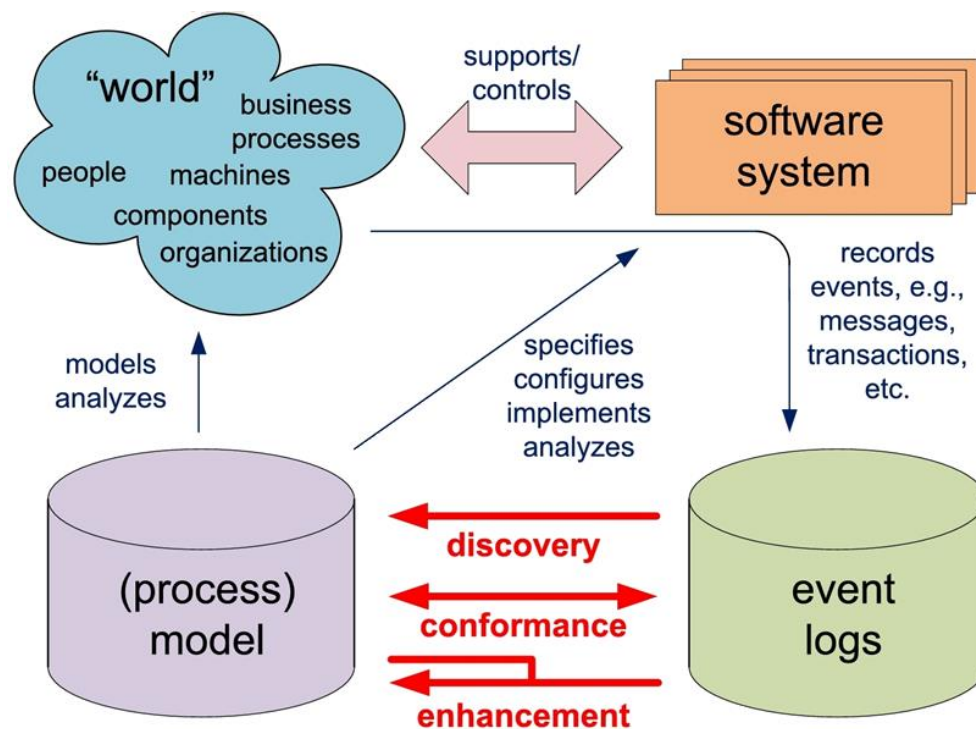 “world”
business
processes
people
machines
components
organizations
supports/
controls
software
system
records
events, e.g.,
messages,
transactions,
etc.
models
analyzes
specifies
configures
implements
analyzes
(process)
model
discovery
conformance
enhancement
event
logs